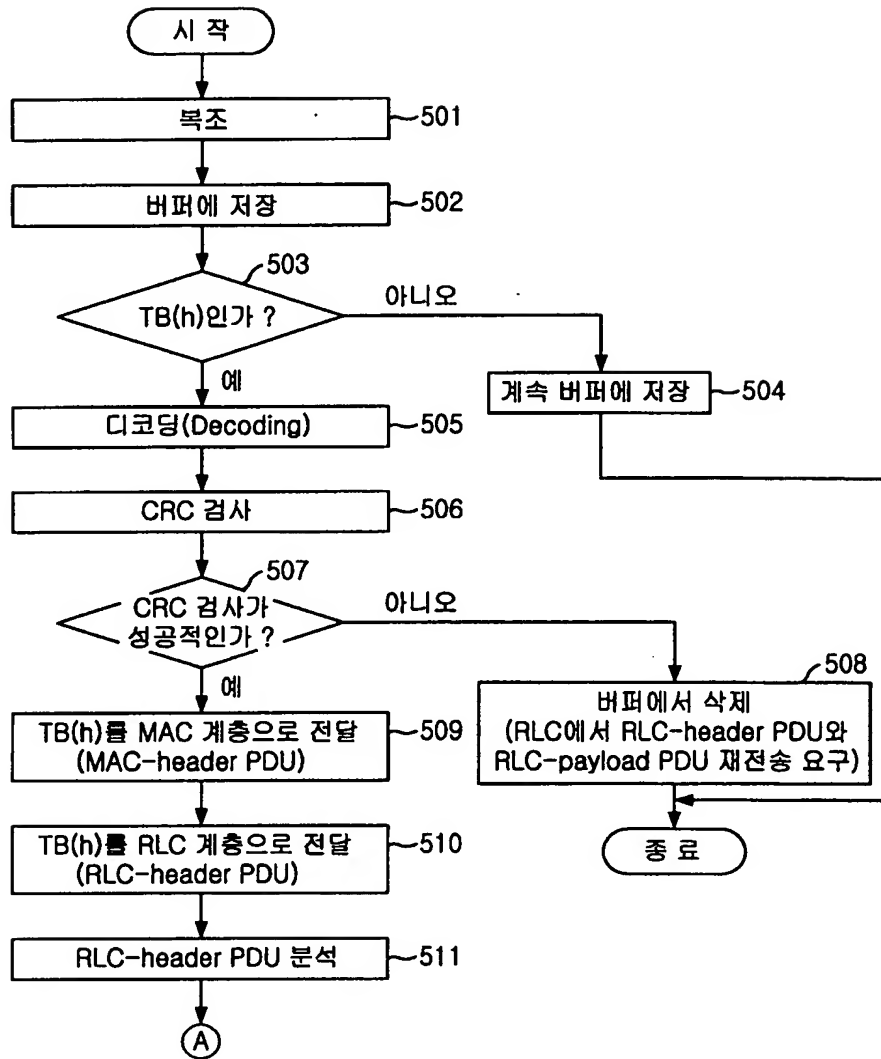 시 작
복조
501
버퍼에 저장
502
503
TB(h)인가 ?
아니오
예
계속 버퍼에 저장
504
디코딩(Decoding)
505
CRC 검사
506
507
CRC 검사가
성공적인가 ?
아니오
예
508
버퍼에서 삭제
(RLC에서 RLC-header PDU와
RLC-payload PDU 재전송 요구)
TB(h)를 MAC 계층으로 전달
(MAC-header PDU)
509
종 료
TB(h)를 RLC 계층으로 전달
(RLC-header PDU)
510
RLC-header PDU 분석
511
A